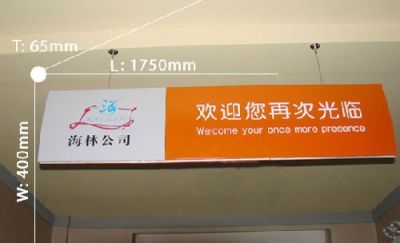 T: 65mm
L: 1750mm
W: 400mm
海
海林公司
欢迎您再次光临
Welcome your once more presence